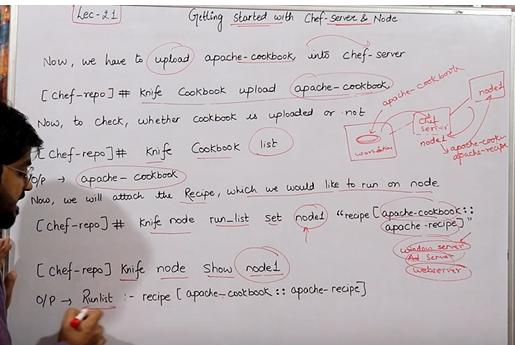 Lec-21
Getting started with Chef-server & Node
Now, we have to upload apache-cookbook, into chef-server
[chef-repo]# knife Cookbook upload apache-cookbook
Now, to check, whether cookbook is uploaded or not
[Chef-repo]# Knife Cookbook list
O/P → apache-cookbook
Now, we will attach the Recipe, which we would like to run on node
[chef-repo]# knife node run_list set node1 "recipe[apache-cookbook::
apache-recipe]"
window server
Ad Server
webserver
[chef-repo] Knife node show node1
O/P → Runlist :- recipe [apache-cookbook :: apache-recipe]
apache-cookbook
node1
Chef
server
workstation
node1
apache-recipe